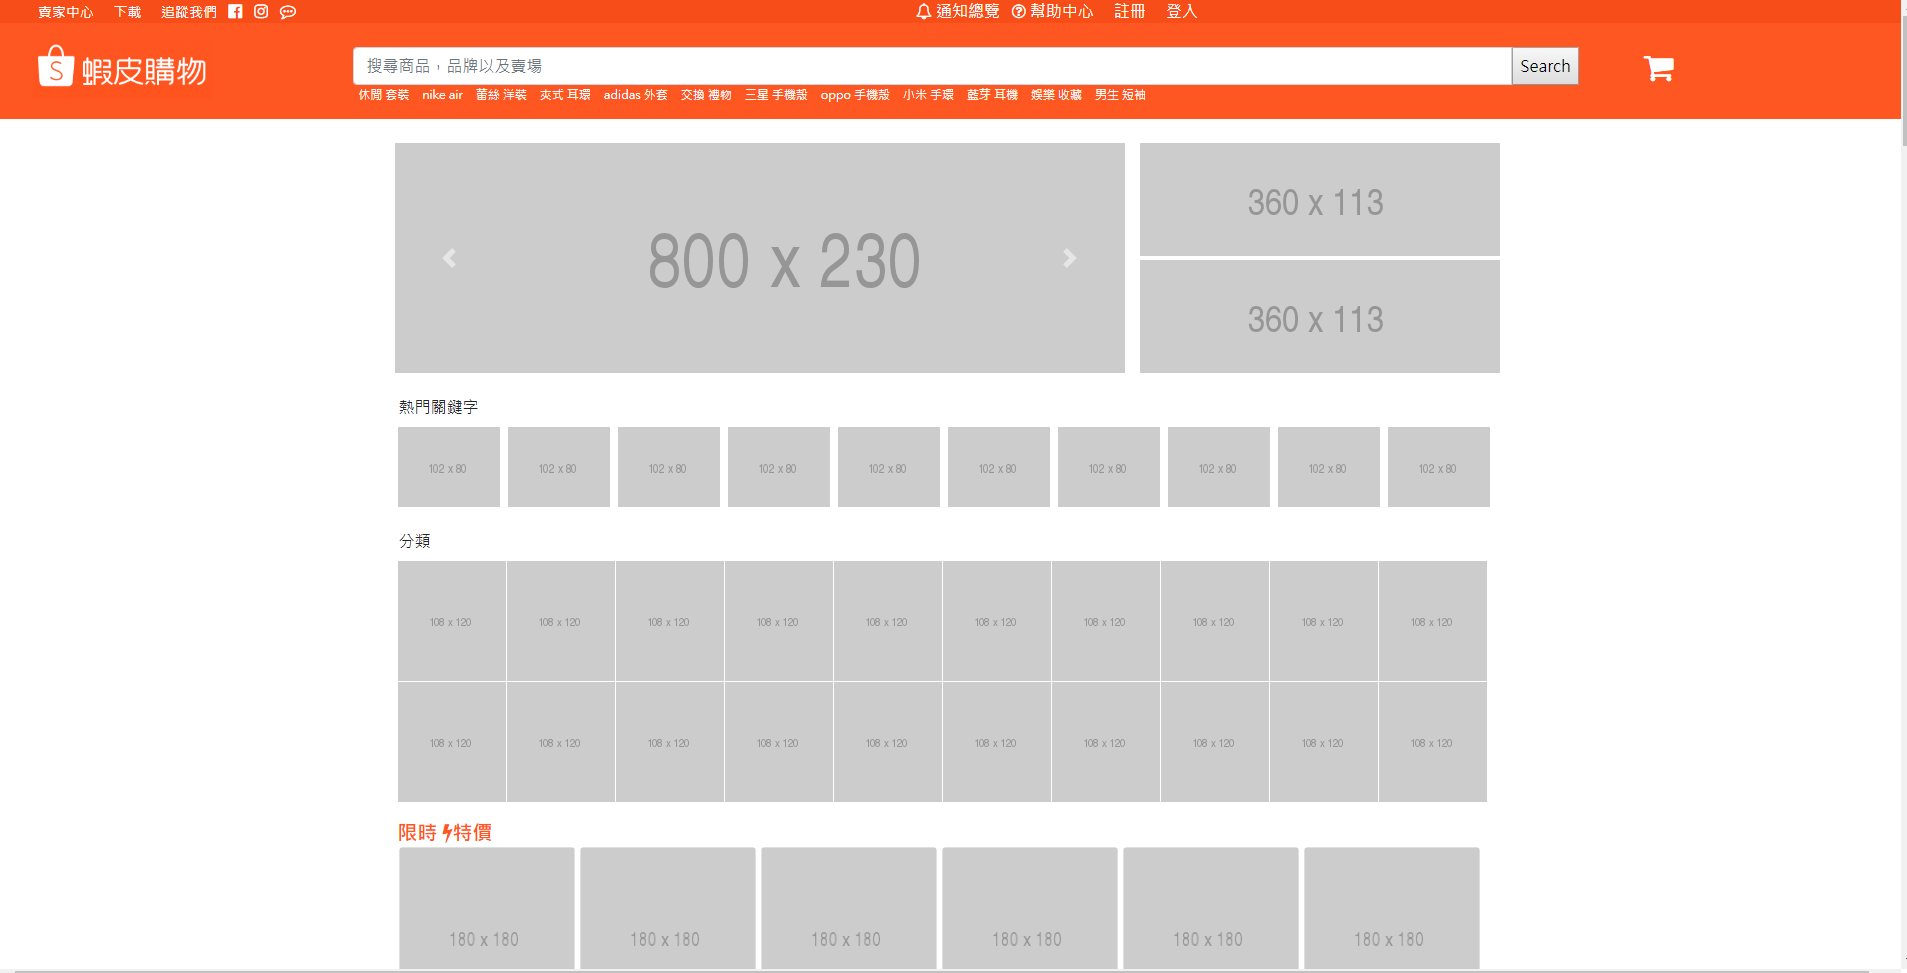 賣家中心 下載 追蹤我們 通知總覽 幫助中心 註冊 登入
S 蝦皮購物
搜尋商品，品牌以及賣場 Search
休閒 套裝 nike air 蕾絲 洋裝 夾式 耳環 adidas 外套 交換 禮物 三星 手機殼 oppo 手機殼 小米 手環 藍芽 耳機 娛樂 收藏 男生 短袖
800 x 230
360 x 113
360 x 113
熱門關鍵字
102 x 80 102 x 80 102 x 80 102 x 80 102 x 80 102 x 80 102 x 80 102 x 80 102 x 80 102 x 80
分類
108 x 120 108 x 120 108 x 120 108 x 120 108 x 120 108 x 120 108 x 120 108 x 120 108 x 120 108 x 120
108 x 120 108 x 120 108 x 120 108 x 120 108 x 120 108 x 120 108 x 120 108 x 120 108 x 120 108 x 120
限時 特價
180 x 180 180 x 180 180 x 180 180 x 180 180 x 180 180 x 180